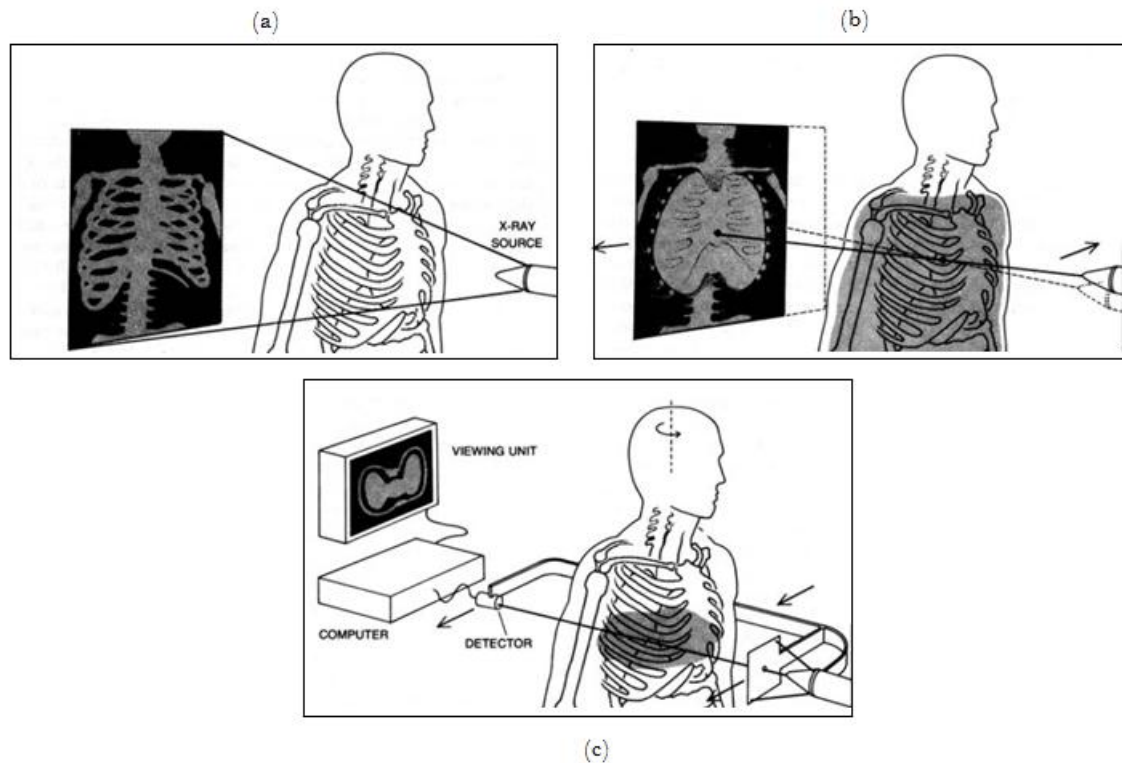 (a)
(b)
X-RAY
SOURCE
VIEWING UNIT
COMPUTER
DETECTOR
(c)